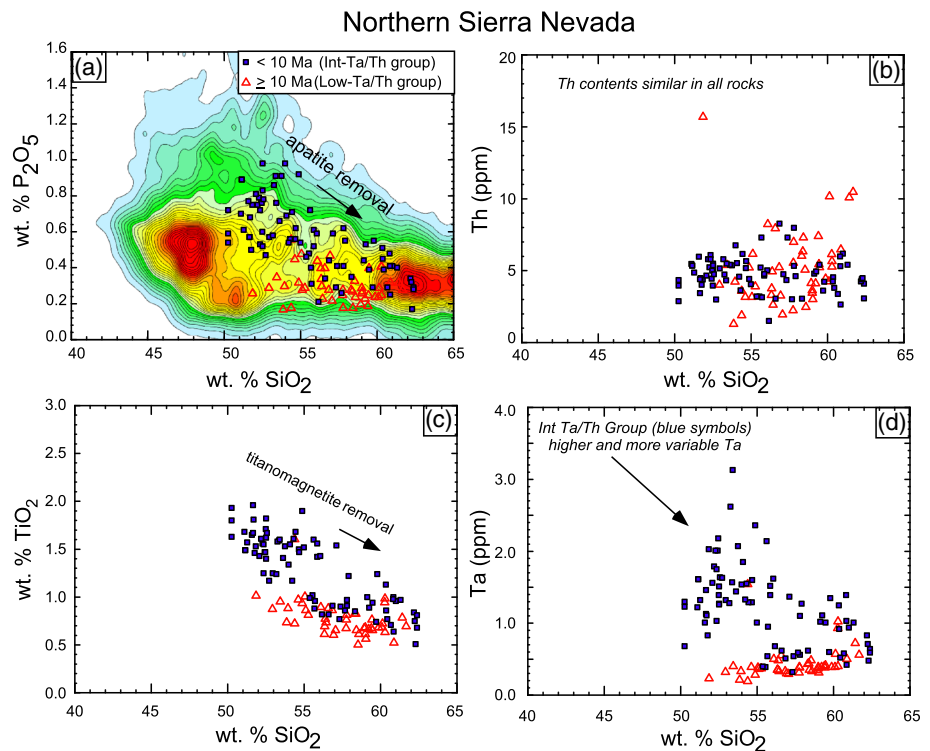 Northern Sierra Nevada
(a)
< 10 Ma (Int-Ta/Th group)
≥ 10 Ma (Low-Ta/Th group)
apatite removal
wt. % P2O5
1.6
1.4
1.2
1.0
0.8
0.6
0.4
0.2
0.0
40 45 50 55 60 65
wt. % SiO2
(b)
Th contents similar in all rocks
Th (ppm)
20
15
10
5
0
40 45 50 55 60 65
wt. % SiO2
(c)
titanomagnetite removal
wt. % TiO2
3.0
2.5
2.0
1.5
1.0
0.5
0.0
40 45 50 55 60 65
wt. % SiO2
(d)
Int Ta/Th Group (blue symbols)
higher and more variable Ta
Ta (ppm)
4.0
3.0
2.0
1.0
0.0
40 45 50 55 60 65
wt. % SiO2